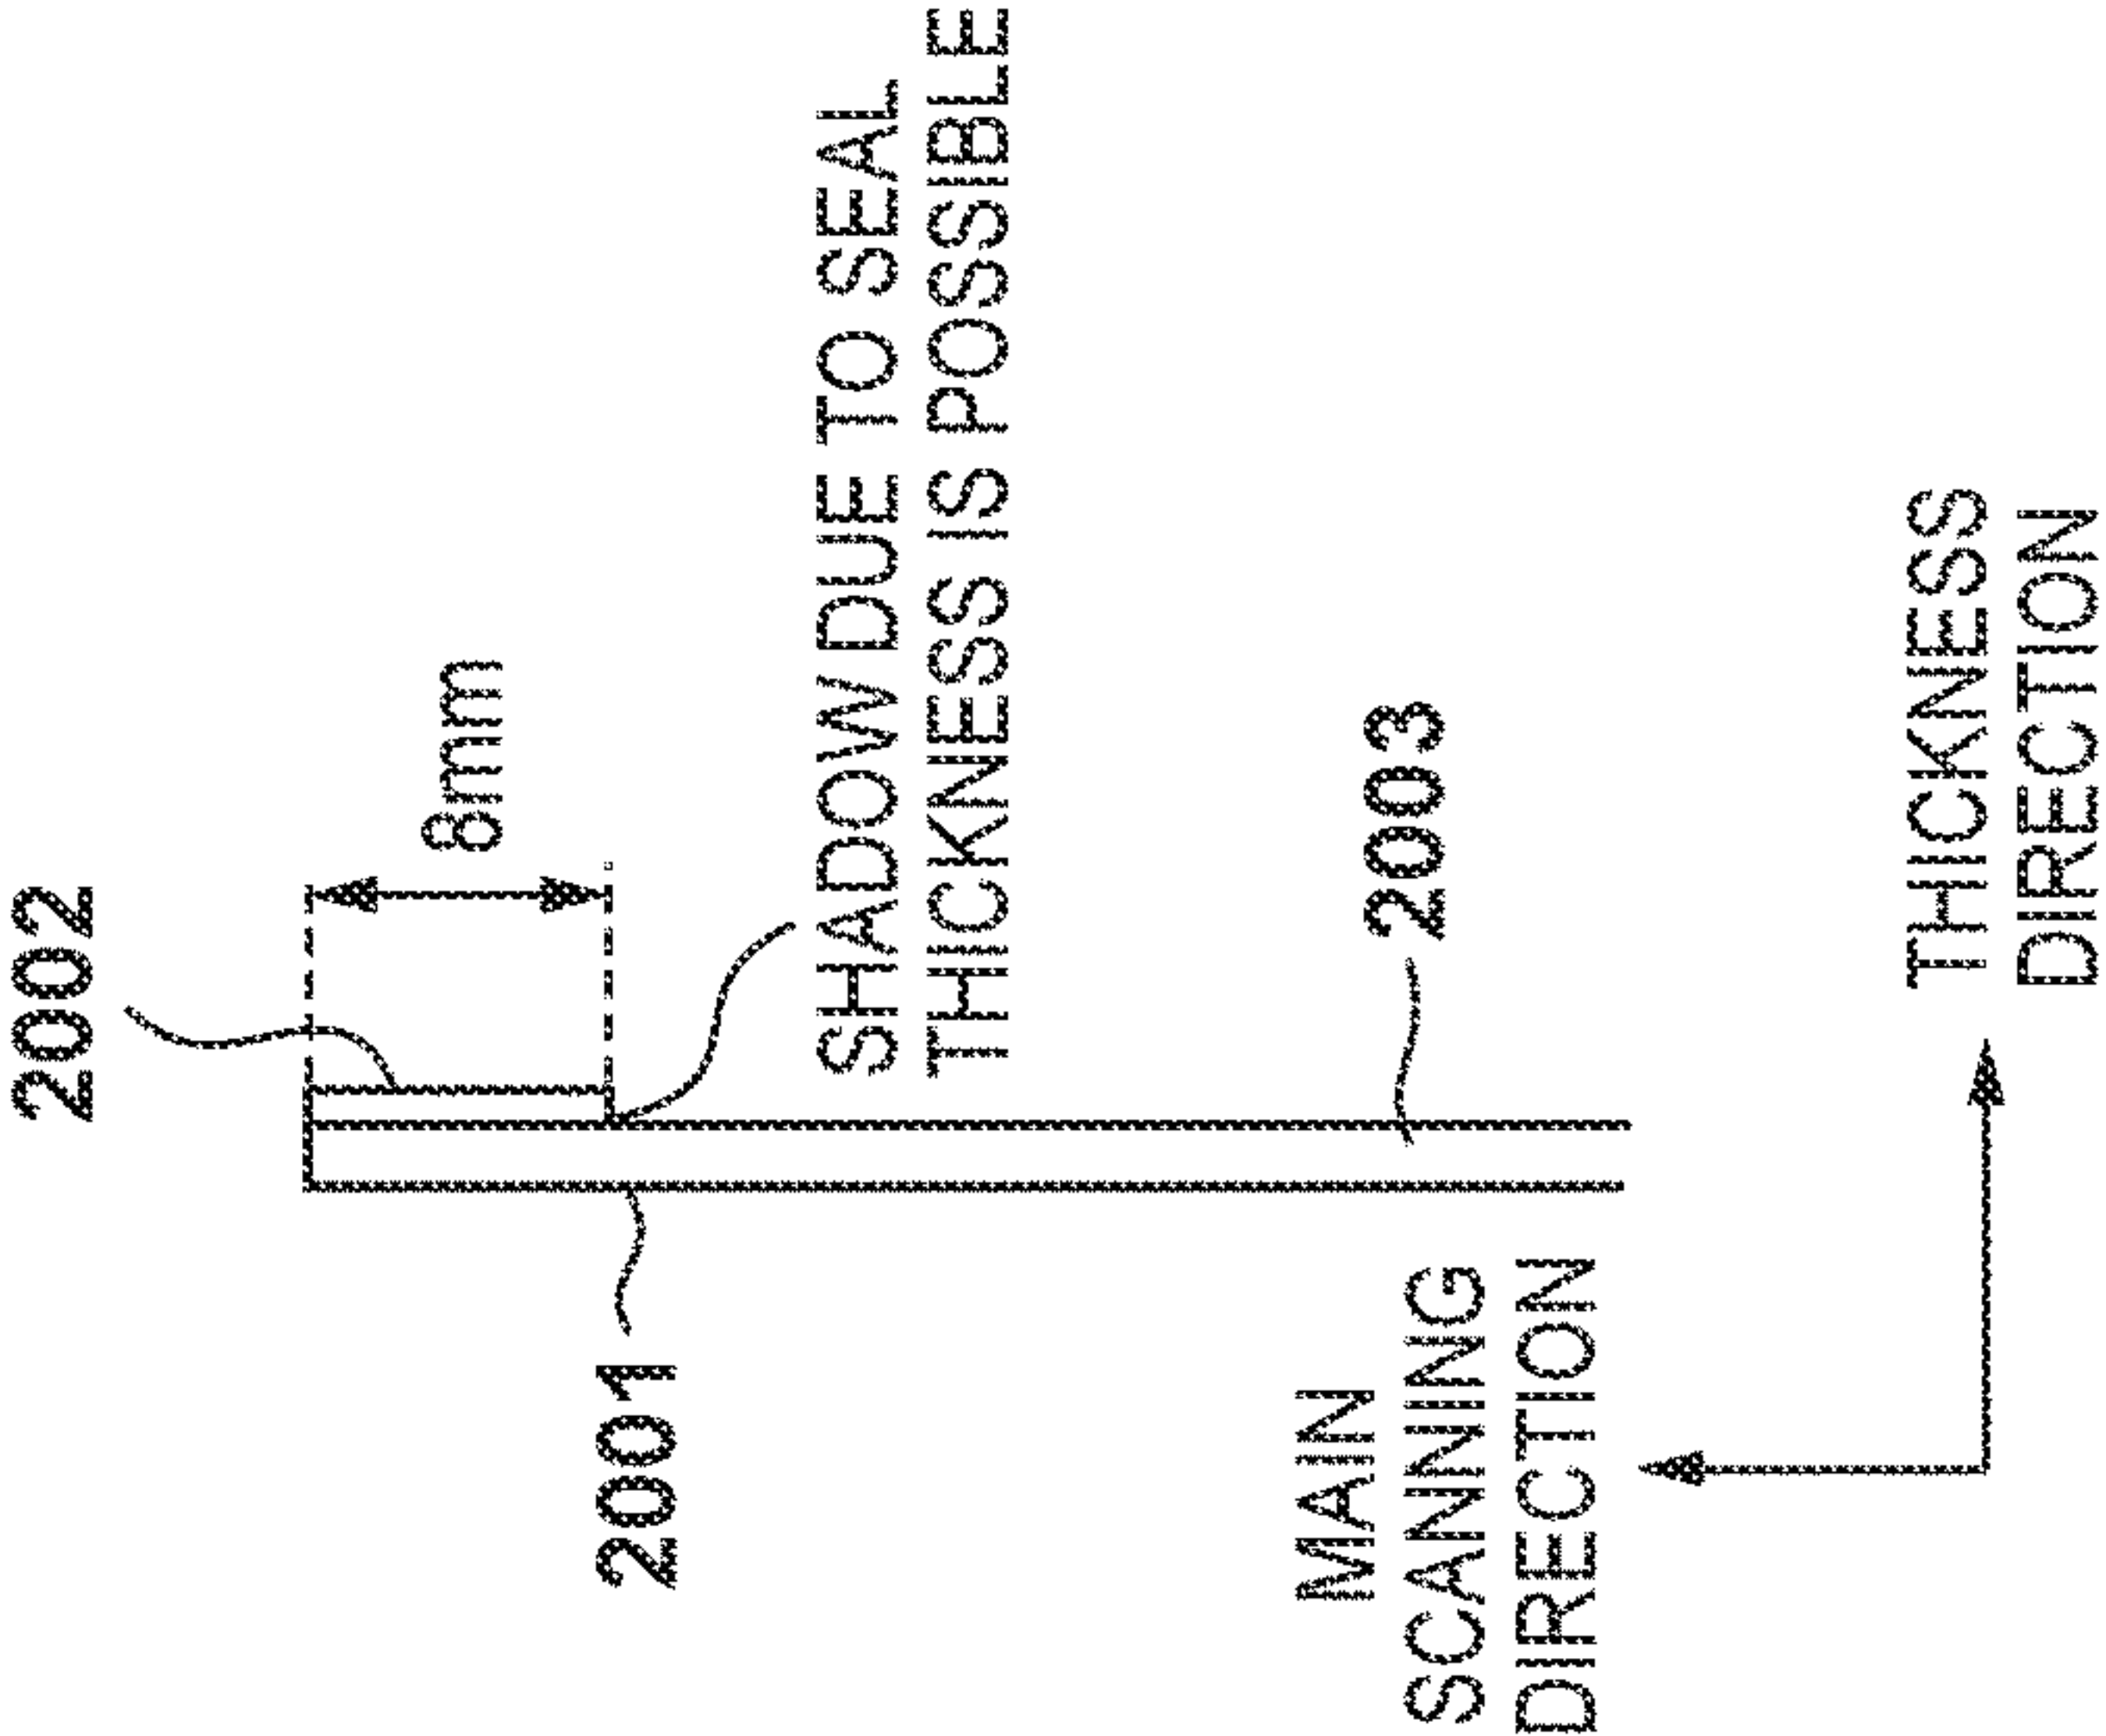 2002
8mm
SHADOW DUE TO SEAL
THICKNESS IS POSSIBLE
2001
2003
MAIN
SCANNING
DIRECTION
THICKNESS
DIRECTION